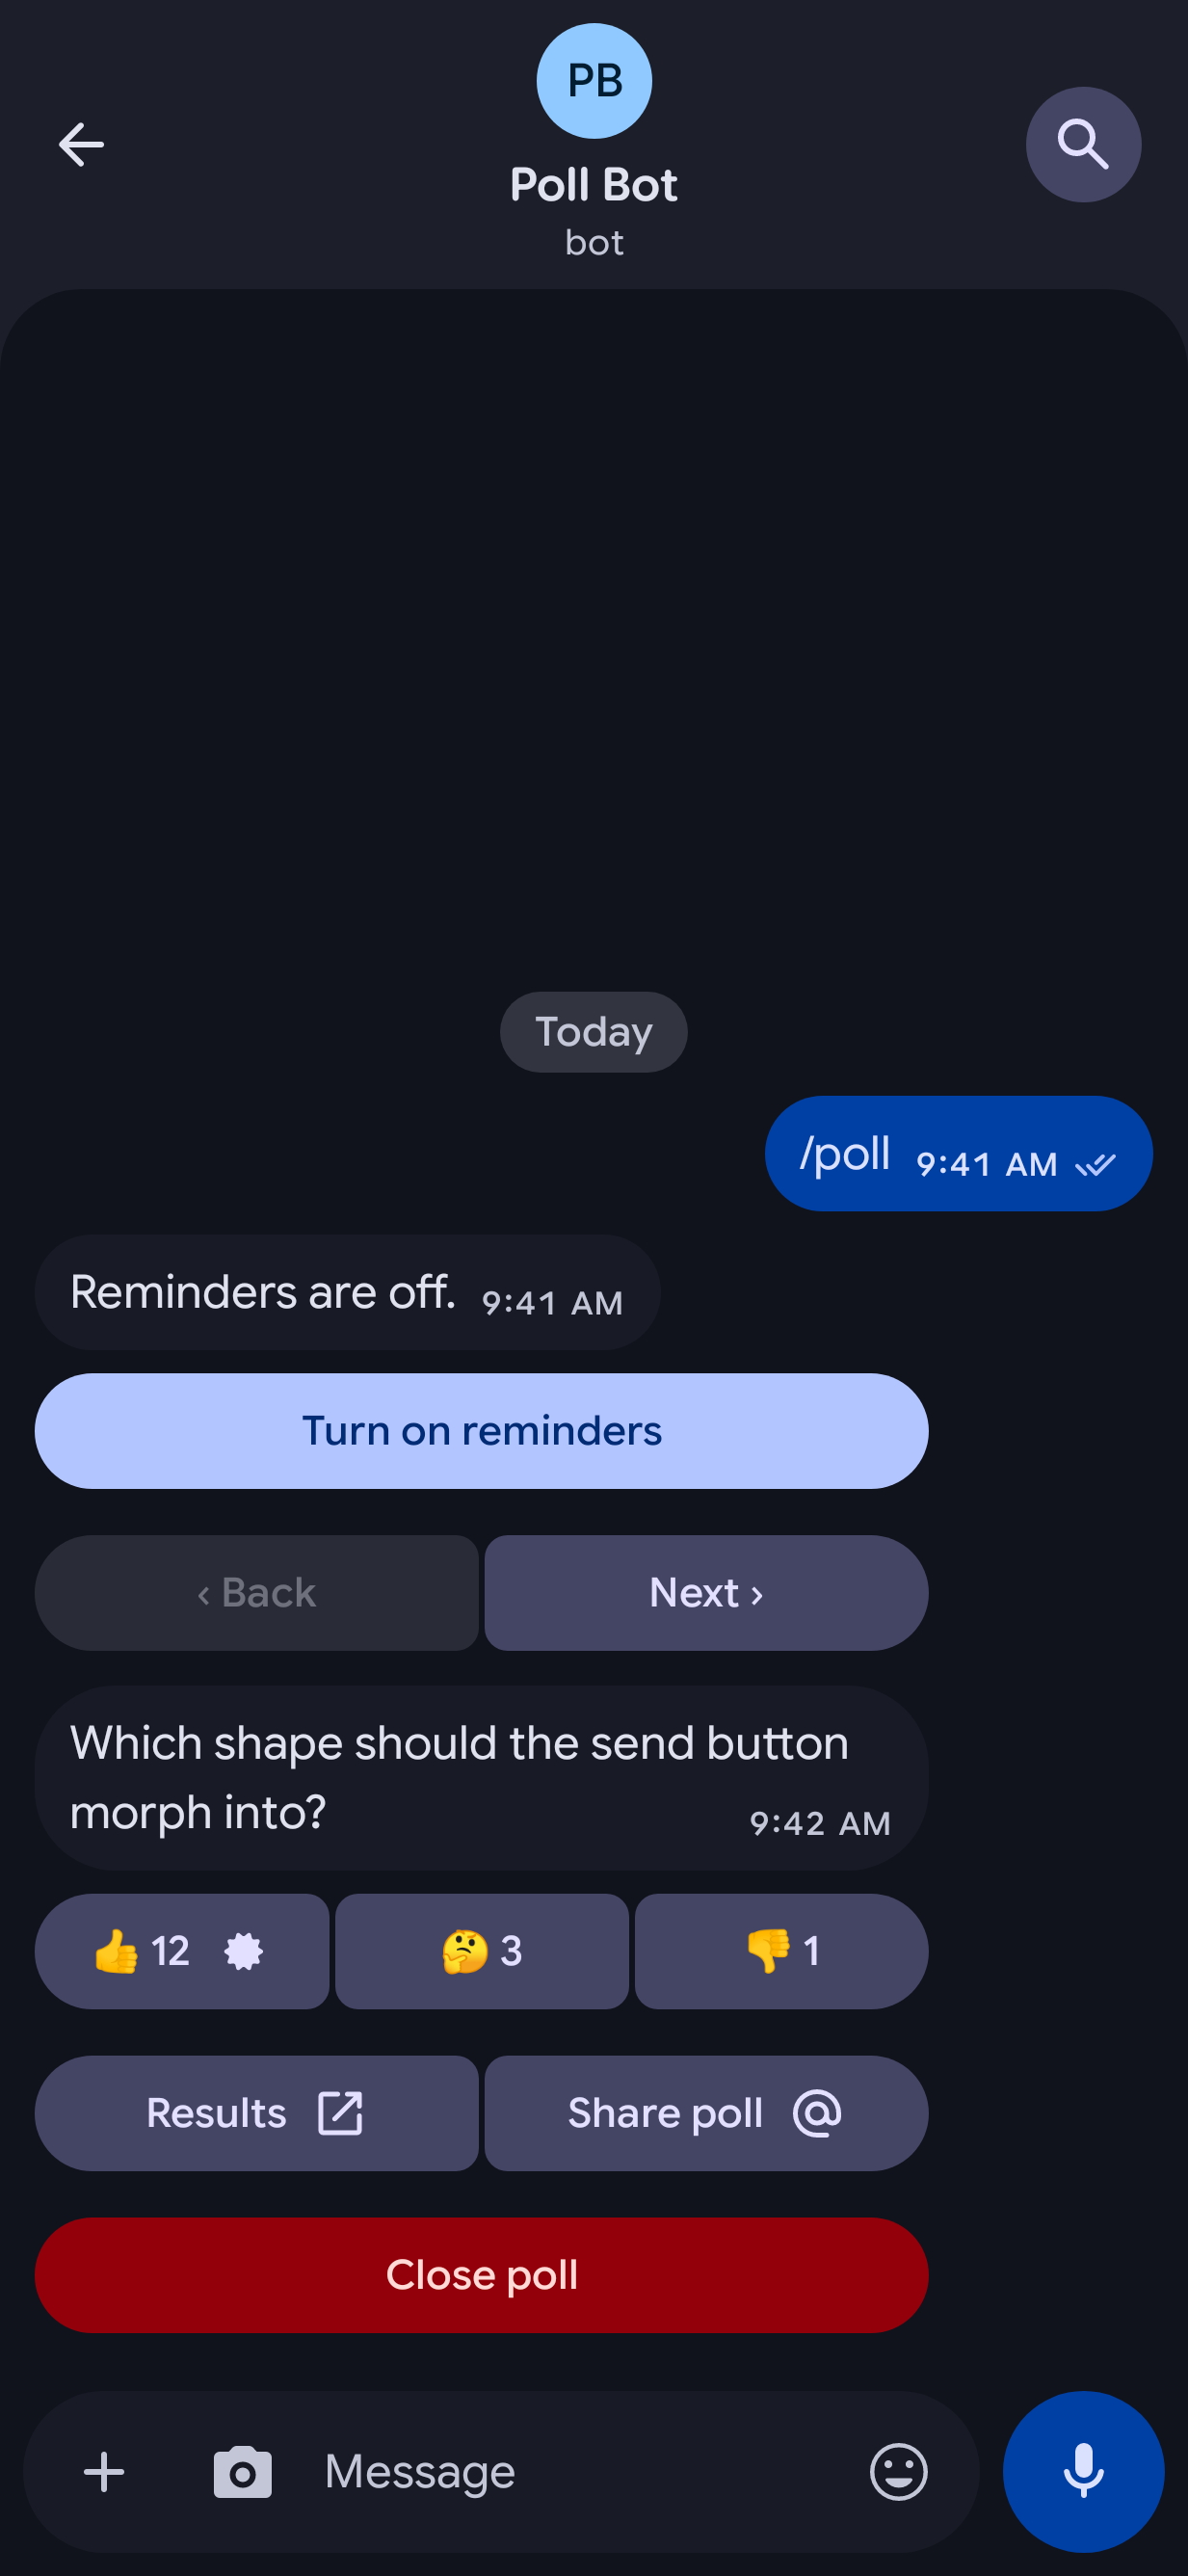 PB
Poll Bot
bot
Today
/poll 9:41 AM
Reminders are off. 9:41 AM
Turn on reminders
‹ Back
Next ›
Which shape should the send button
morph into? 9:42 AM
👍 12
🤔 3
👎 1
Results
Share poll
Close poll
Message